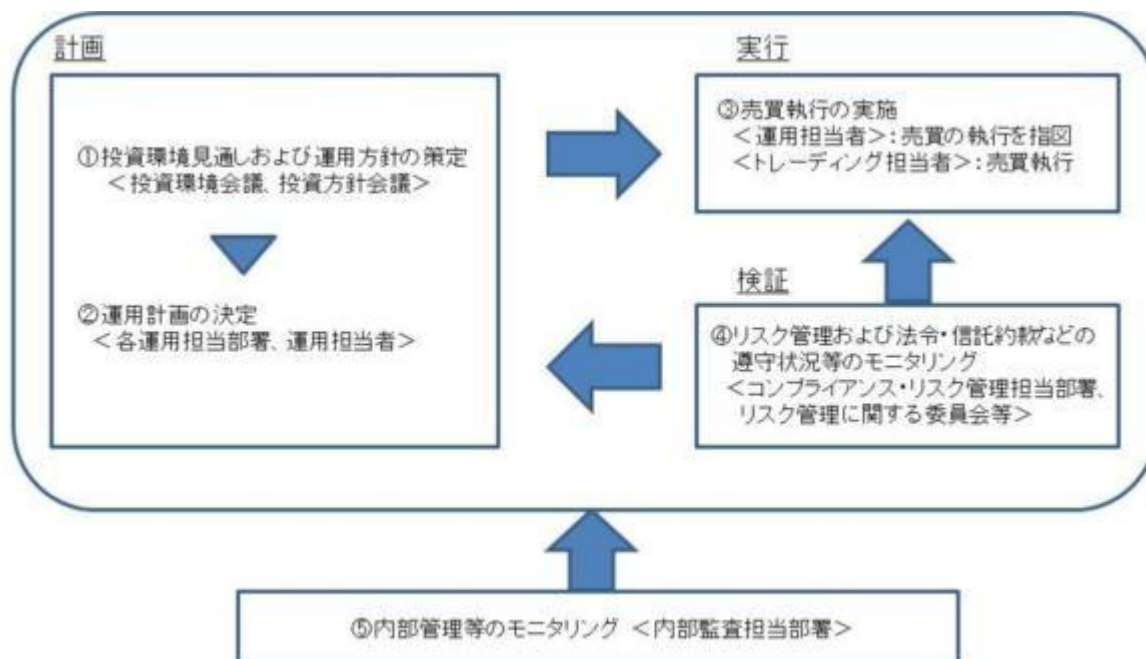 計画
①投資環境見通しおよび運用方針の策定
＜投資環境会議、投資方針会議＞
②運用計画の決定
＜各運用担当部署、運用担当者＞
実行
③売買執行の実施
＜運用担当者＞：売買の執行を指図
＜トレーディング担当者＞：売買執行
検証
④リスク管理および法令・信託約款などの
遵守状況等のモニタリング
＜コンプライアンス・リスク管理担当部署、
リスク管理に関する委員会等＞
⑤内部管理等のモニタリング ＜内部監査担当部署＞